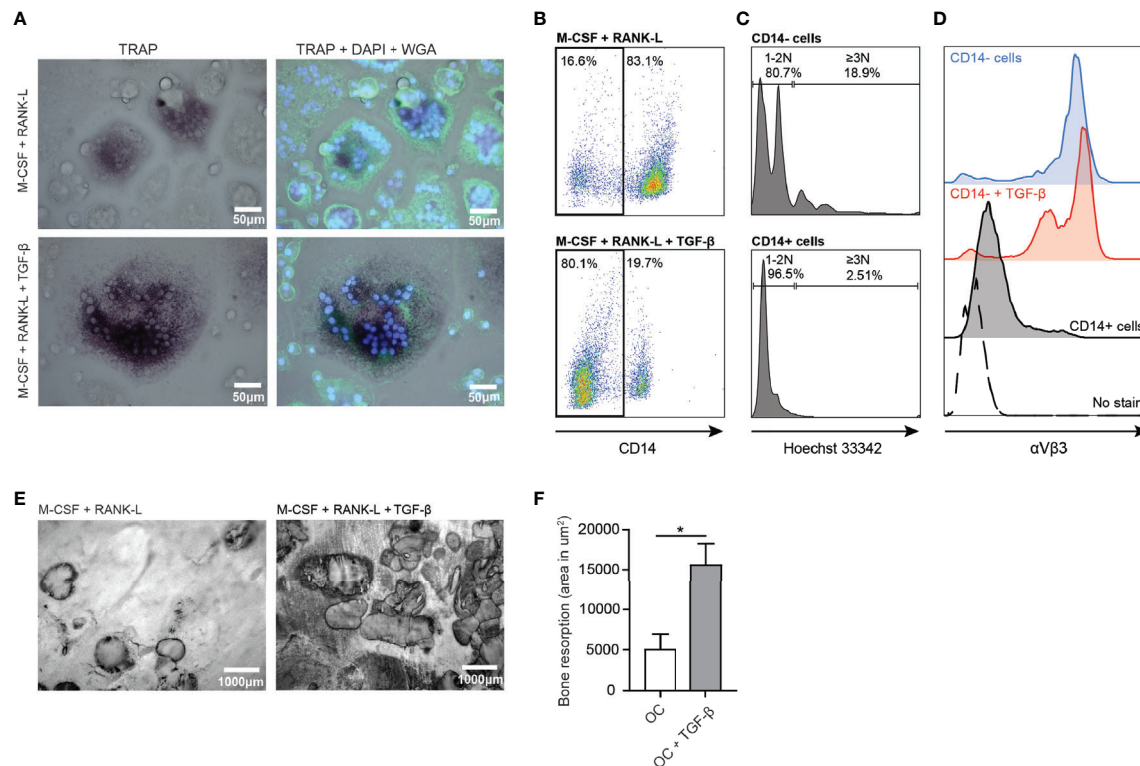 A
TRAP
TRAP + DAPI + WGA
M-CSF + RANK-L
50µm
50µm
M-CSF + RANK-L + TGF-β
50µm
50µm
B
M-CSF + RANK-L
16.6%
83.1%
M-CSF + RANK-L + TGF-β
80.1%
19.7%
CD14
C
CD14- cells
1-2N
≥3N
80.7%
18.9%
CD14+ cells
1-2N
≥3N
96.5%
2.51%
Hoechst 33342
D
CD14- cells
CD14- + TGF-β
CD14+ cells
No stain
αVβ3
E
M-CSF + RANK-L
M-CSF + RANK-L + TGF-β
1000µm
1000µm
F
Bone resorption (area in um²)
20000
15000
10000
5000
0
*
OC
OC + TGF-β